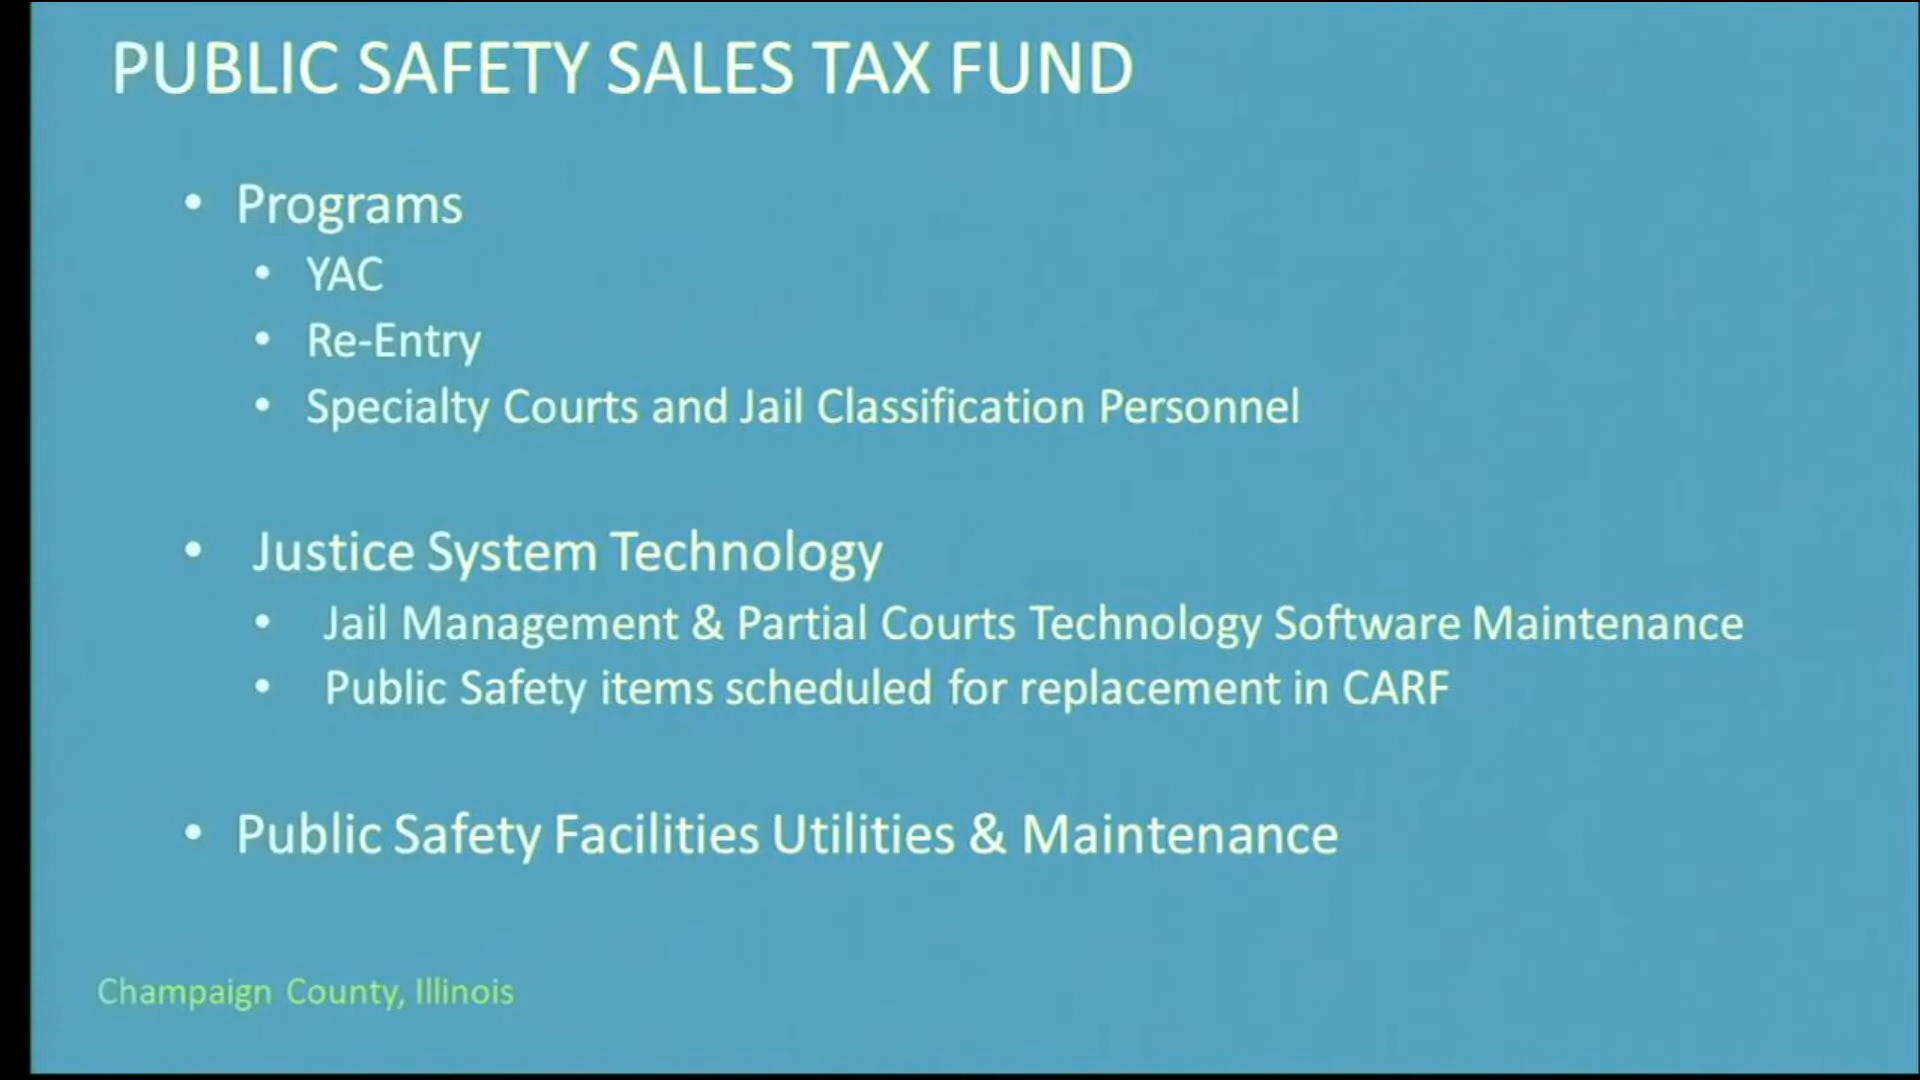 PUBLIC SAFETY SALES TAX FUND
• Programs
• YAC
• Re-Entry
• Specialty Courts and Jail Classification Personnel
• Justice System Technology
• Jail Management & Partial Courts Technology Software Maintenance
• Public Safety items scheduled for replacement in CARF
• Public Safety Facilities Utilities & Maintenance
Champaign County, Illinois